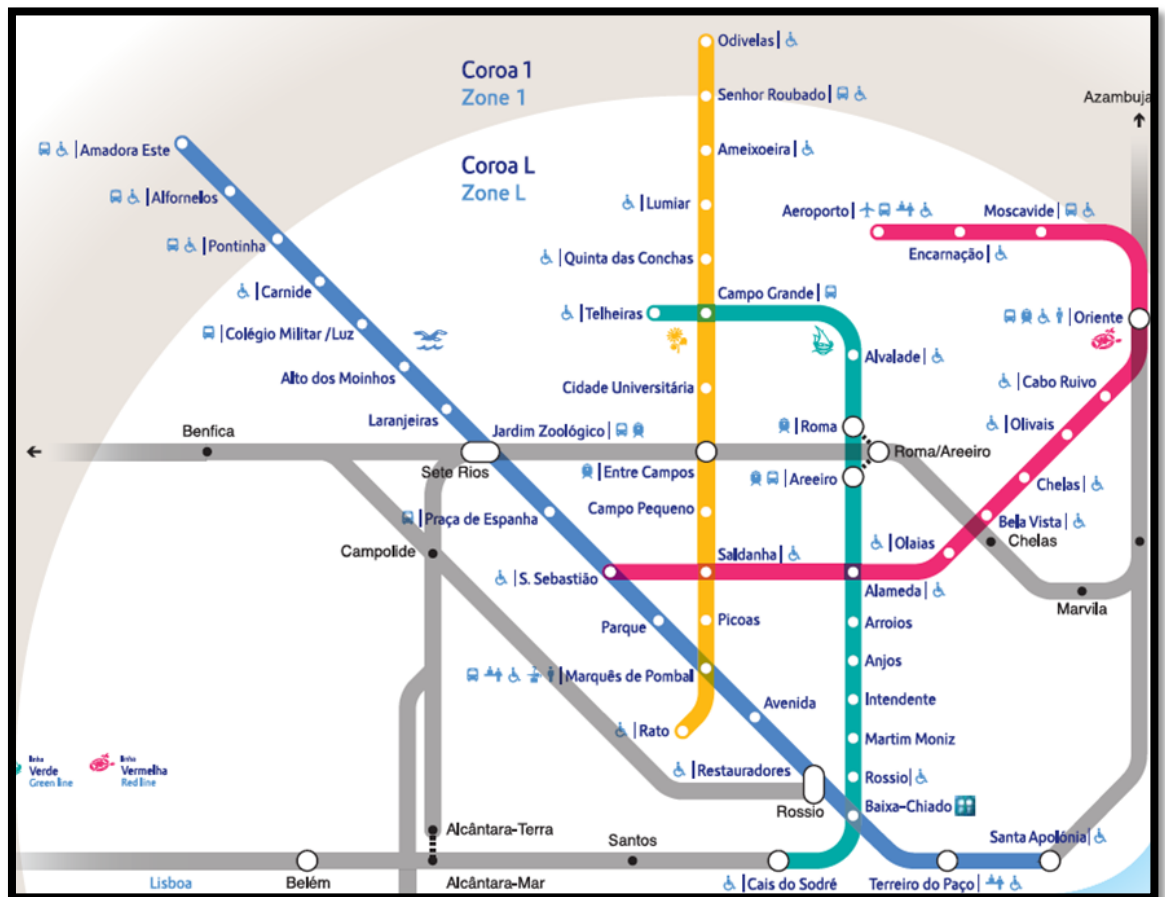 Odivelas
Coroa 1
Zone 1
Senhor Roubado
Azambuja
Amadora Este
Ameixoeira
Coroa L
Zone L
Alfornelos
Lumiar
Aeroporto
Moscavide
Pontinha
Quinta das Conchas
Encarnação
Carnide
Campo Grande
Telheiras
Oriente
Colégio Militar /Luz
Alvalade
Alto dos Moinhos
Cidade Universitária
Cabo Ruivo
Laranjeiras
Olivais
Benfica
Jardim Zoológico
Roma
Roma/Areeiro
Sete Rios
Entre Campos
Areeiro
Chelas
Praça de Espanha
Campo Pequeno
Bela Vista
Chelas
Campolide
Olaias
Saldanha
S. Sebastião
Alameda
Marvila
Parque
Picoas
Arroios
Anjos
Marquês de Pombal
Avenida
Intendente
Rato
Martim Moniz
linha
Verde
Green line
linha
Vermelha
Red line
Restauradores
Rossio
Rossio
Baixa-Chiado
Alcântara-Terra
Santos
Santa Apolónia
Lisboa
Belém
Alcântara-Mar
Cais do Sodré
Terreiro do Paço